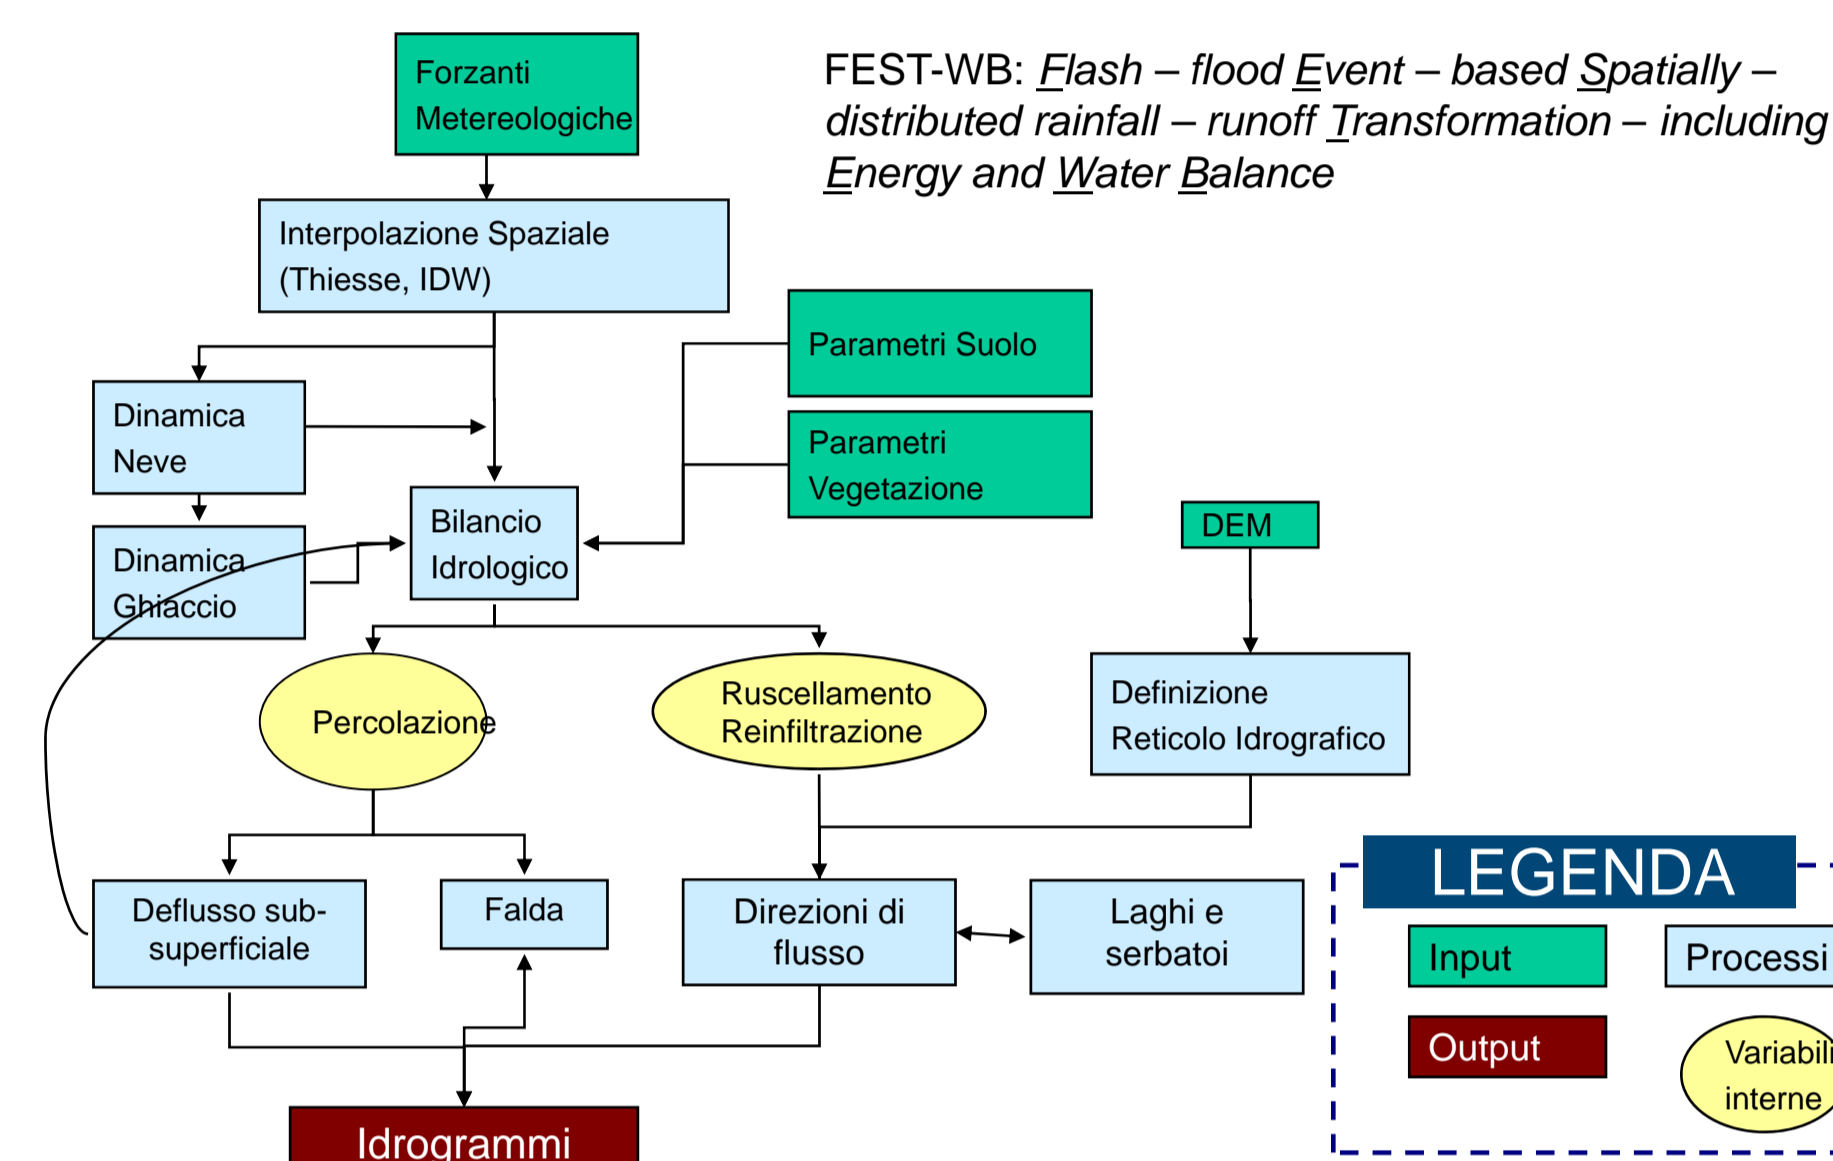 Forzanti
Metereologiche
FEST-WB: Flash – flood Event – based Spatially –
distributed rainfall – runoff Transformation – including
Energy and Water Balance
Interpolazione Spaziale
(Thiesse, IDW)
Parametri Suolo
Dinamica
Neve
Parametri
Vegetazione
Bilancio
Idrologico
DEM
Dinamica
Ghiaccio
Percolazione
Ruscellamento
Reinfiltrazione
Definizione
Reticolo Idrografico
Deflusso sub-
superficiale
Falda
Direzioni di
flusso
Laghi e
serbatoi
LEGENDA
Input
Processi
Output
Variabili
interne
Idrogrammi